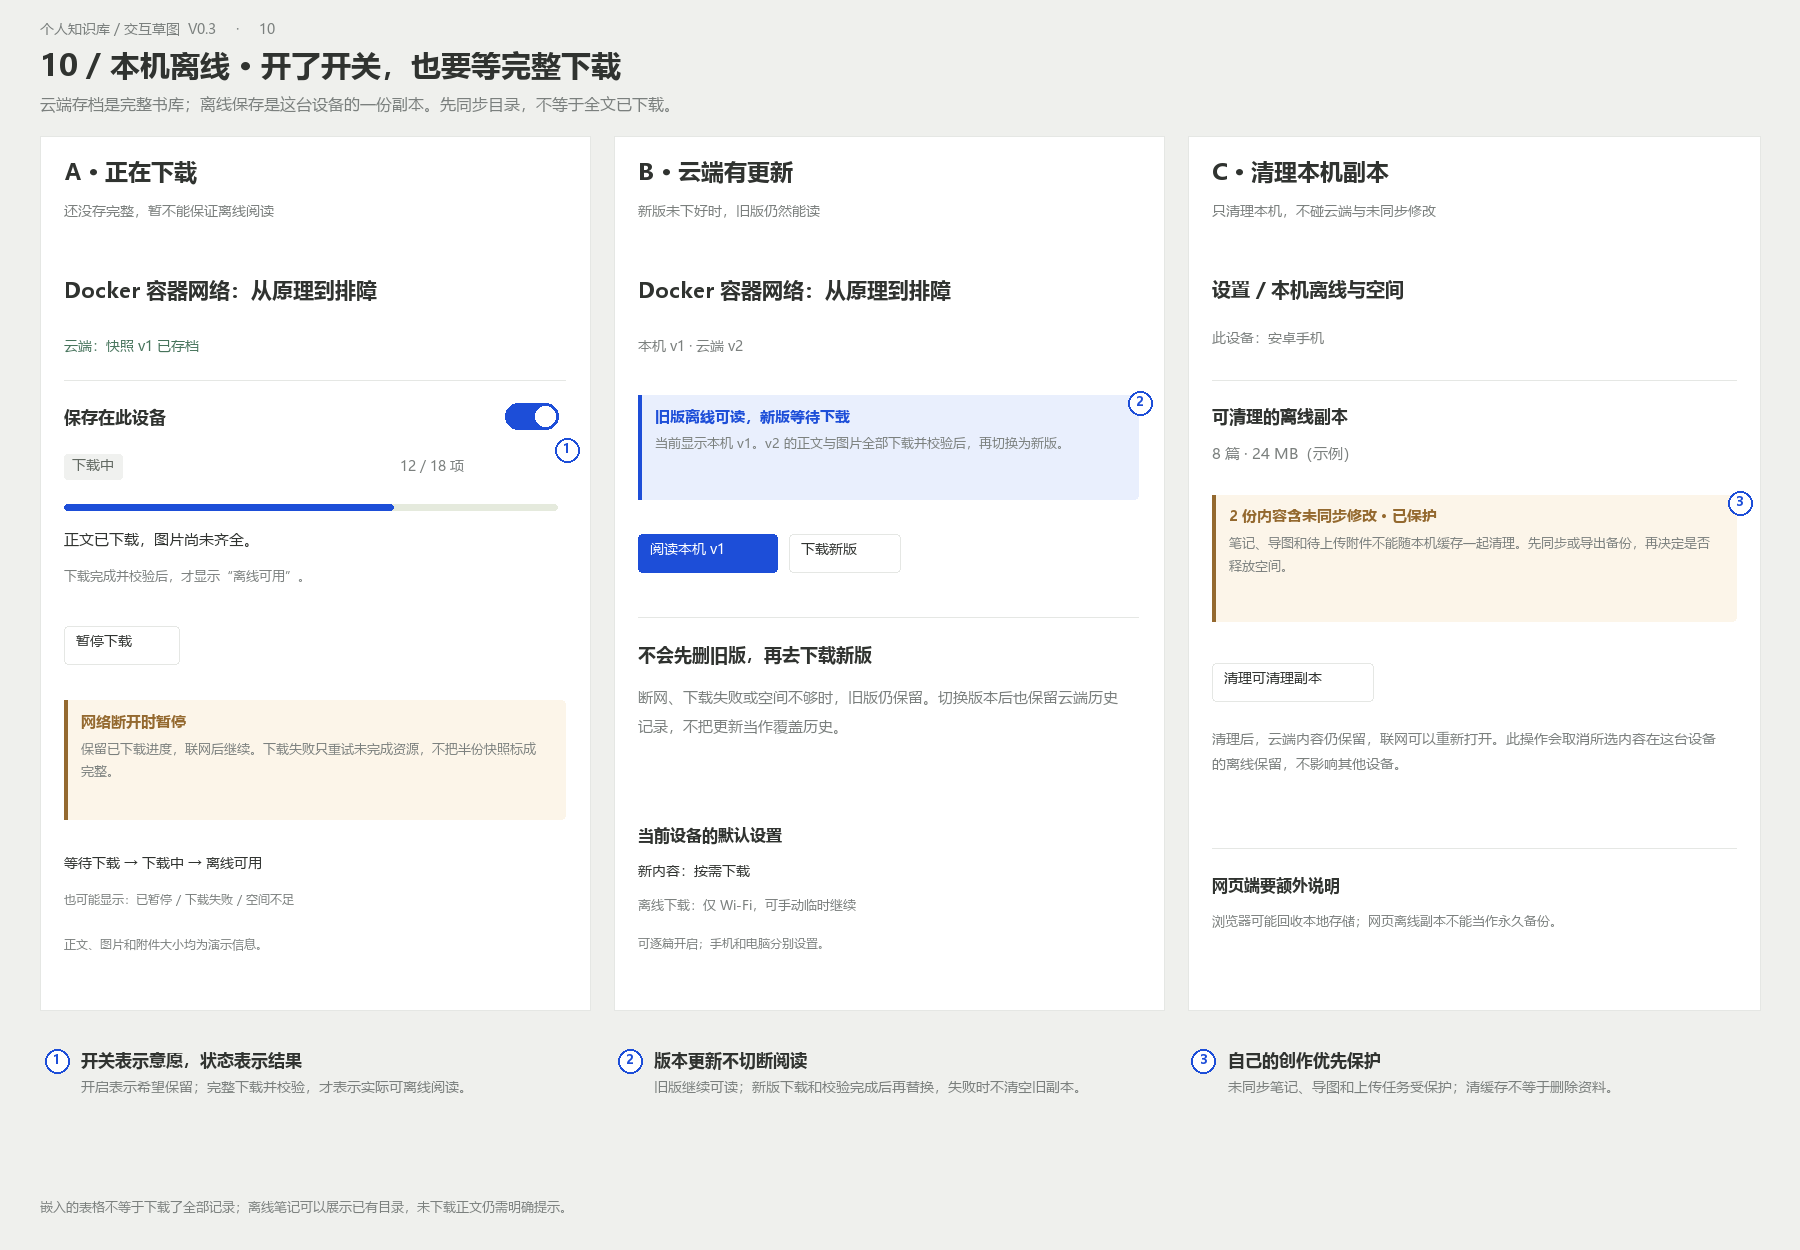 个人知识库 / 交互草图 V0.3 · 10
10 / 本机离线 • 开了开关，也要等完整下载
云端存档是完整书库；离线保存是这台设备的一份副本。先同步目录，不等于全文已下载。
A • 正在下载
还没存完整，暂不能保证离线阅读
Docker 容器网络：从原理到排障
云端：快照 v1 已存档
保存在此设备
1
下载中
12 / 18 项
正文已下载，图片尚未齐全。
下载完成并校验后，才显示“离线可用”。
暂停下载
网络断开时暂停
保留已下载进度，联网后继续。下载失败只重试未完成资源，不把半份快照标成
完整。
等待下载 → 下载中 → 离线可用
也可能显示：已暂停 / 下载失败 / 空间不足
正文、图片和附件大小均为演示信息。
B • 云端有更新
新版未下好时，旧版仍然能读
Docker 容器网络：从原理到排障
本机 v1 · 云端 v2
2
旧版离线可读，新版等待下载
当前显示本机 v1。v2 的正文与图片全部下载并校验后，再切换为新版。
阅读本机 v1
下载新版
不会先删旧版，再去下载新版
断网、下载失败或空间不够时，旧版仍保留。切换版本后也保留云端历史
记录，不把更新当作覆盖历史。
当前设备的默认设置
新内容：按需下载
离线下载：仅 Wi-Fi，可手动临时继续
可逐篇开启；手机和电脑分别设置。
C • 清理本机副本
只清理本机，不碰云端与未同步修改
设置 / 本机离线与空间
此设备：安卓手机
可清理的离线副本
8 篇 · 24 MB（示例）
3
2 份内容含未同步修改 • 已保护
笔记、导图和待上传附件不能随本机缓存一起清理。先同步或导出备份，再决定是否
释放空间。
清理可清理副本
清理后，云端内容仍保留，联网可以重新打开。此操作会取消所选内容在这台设备
的离线保留，不影响其他设备。
网页端要额外说明
浏览器可能回收本地存储；网页离线副本不能当作永久备份。
1 开关表示意愿，状态表示结果
开启表示希望保留；完整下载并校验，才表示实际可离线阅读。
2 版本更新不切断阅读
旧版继续可读；新版下载和校验完成后再替换，失败时不清空旧副本。
3 自己的创作优先保护
未同步笔记、导图和上传任务受保护；清缓存不等于删除资料。
嵌入的表格不等于下载了全部记录；离线笔记可以展示已有目录，未下载正文仍需明确提示。